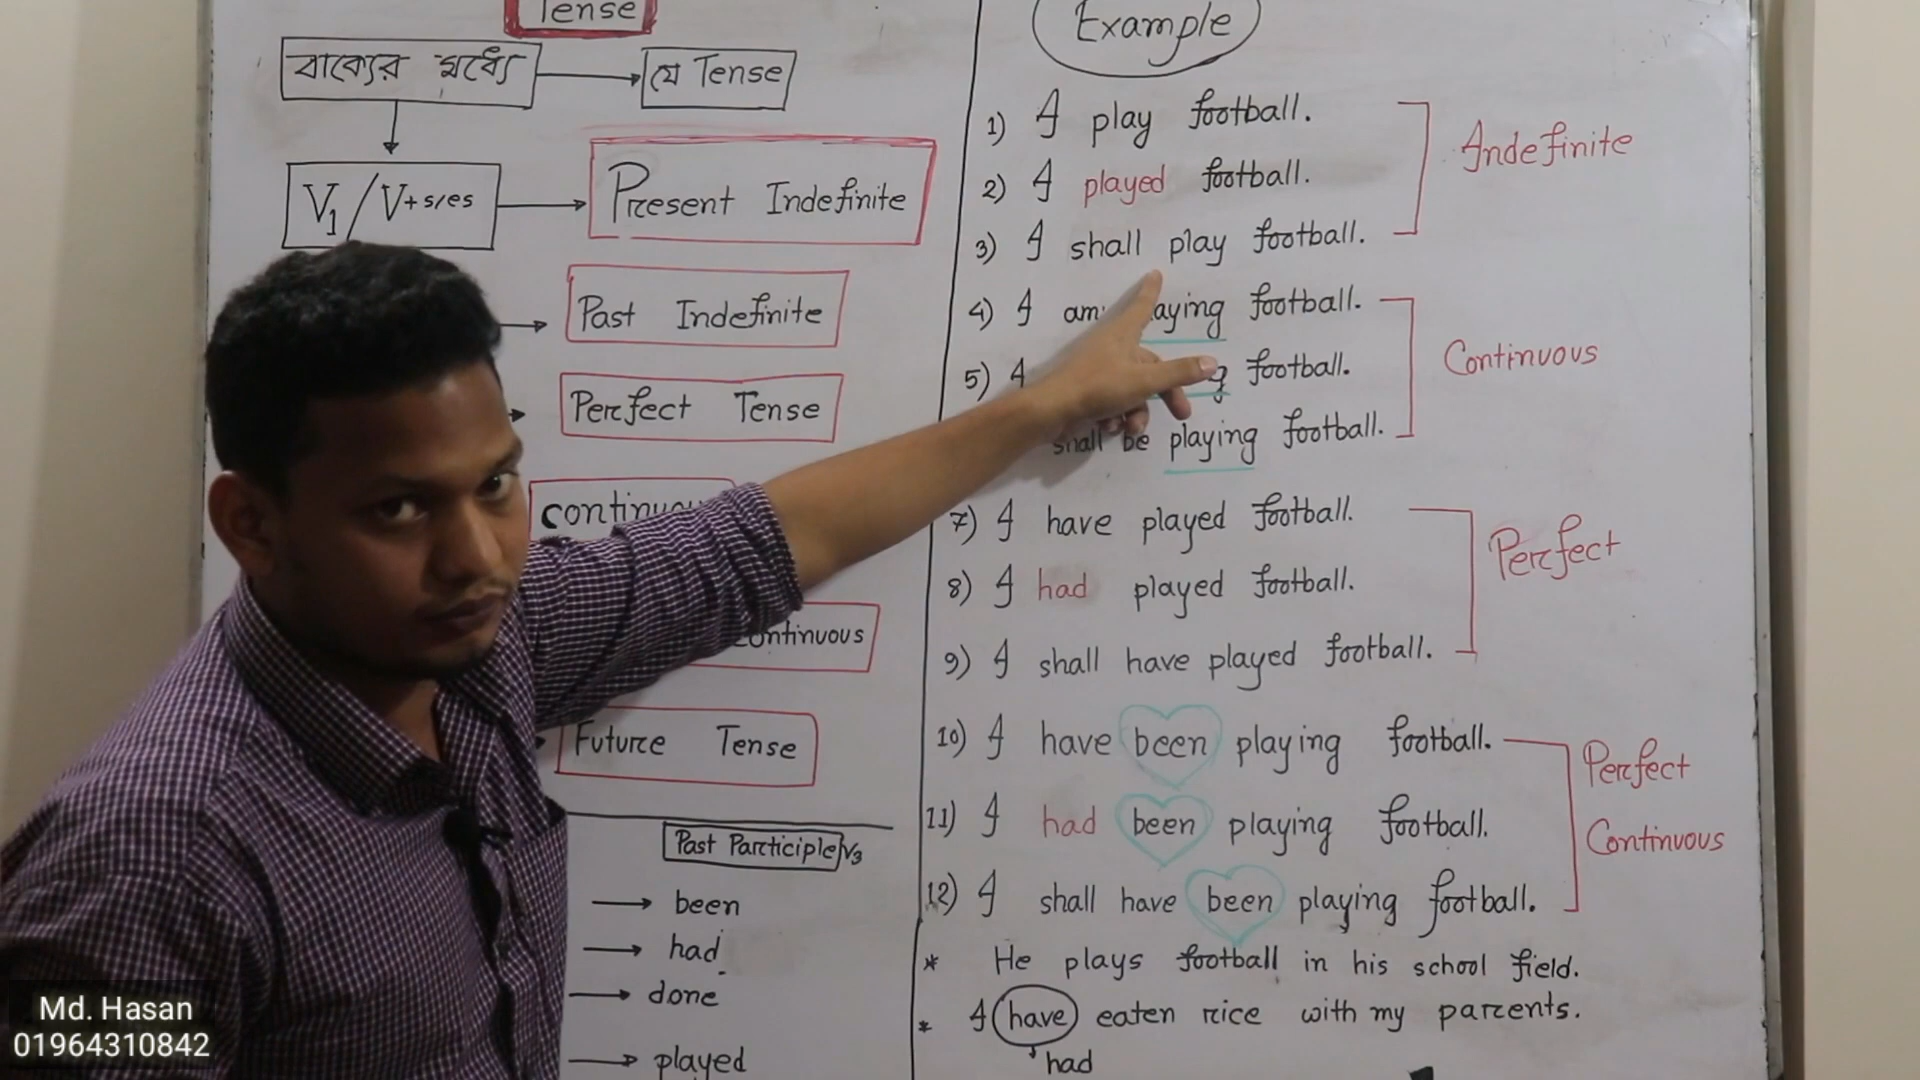 Tense
বাক্যের মধ্যে → যে Tense
V1 / V+s/es → Present Indefinite
Past Indefinite
Perfect Tense
continuous
continuous
Future Tense
Past Participle/V3
→ been
→ had
→ done
→ played
Example
1) I play football.
2) I played football.
3) I shall play football.
Indefinite
4) I am playing football.
5) I football.
shall be playing football.
Continuous
7) I have played football.
8) I had played football.
9) I shall have played football.
Perfect
10) I have been playing football.
11) I had been playing football.
12) I shall have been playing football.
Perfect
Continuous
* He plays football in his school field.
* I have eaten rice with my parents.
had
Md. Hasan
01964310842